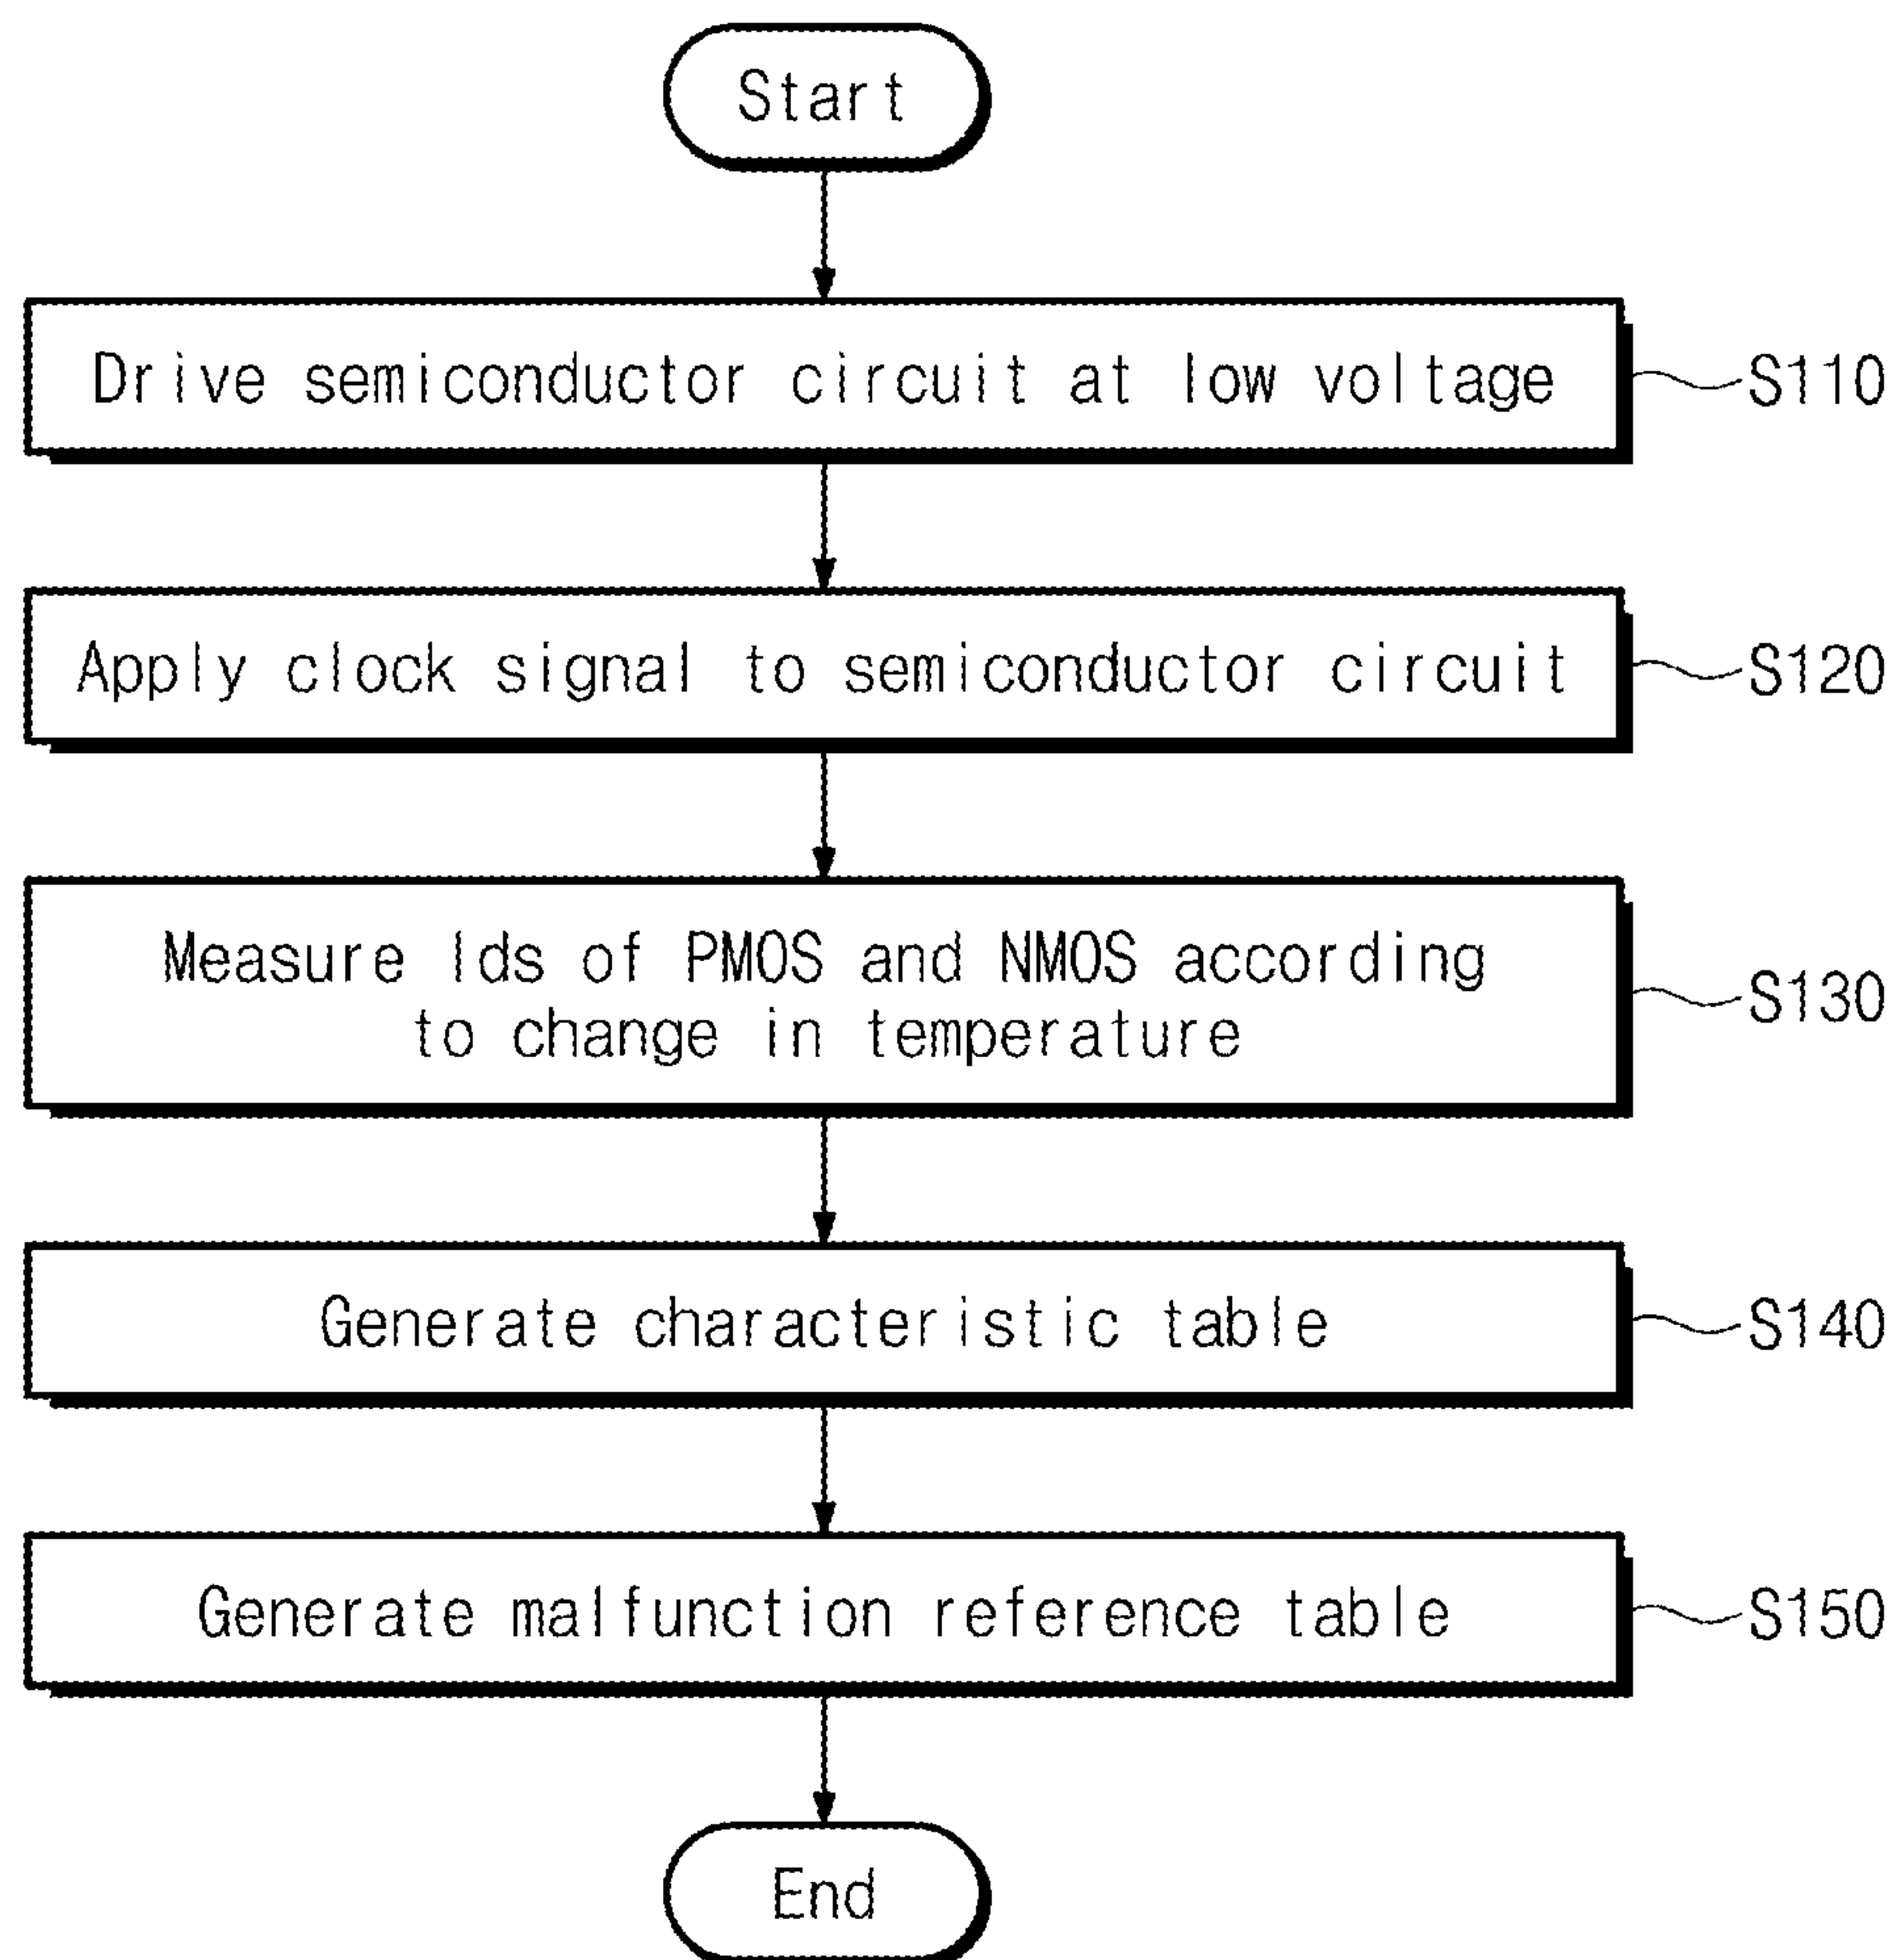 Start
Drive semiconductor circuit at low voltage
S110
Apply clock signal to semiconductor circuit
S120
Measure Ids of PMOS and NMOS according
to change in temperature
S130
Generate characteristic table
S140
Generate malfunction reference table
S150
End